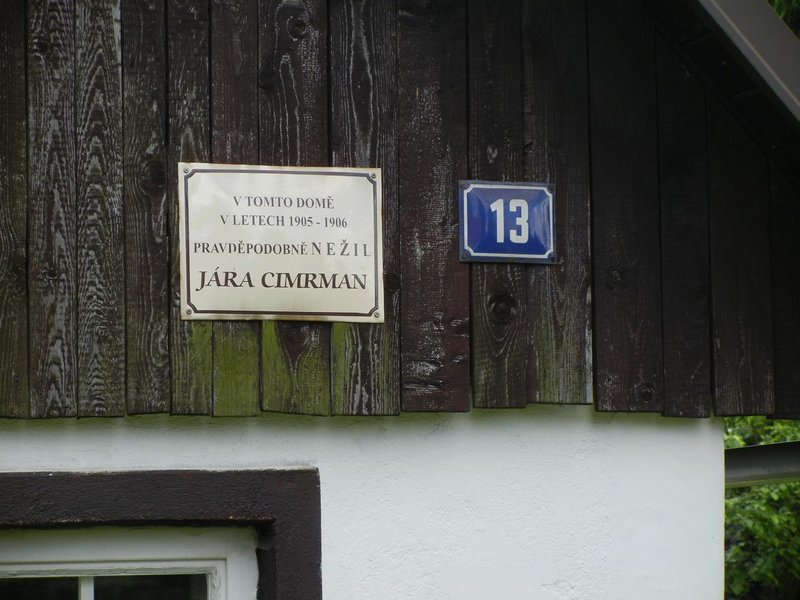 V TOMTO DOMĚ
V LETECH 1905 - 1906
PRAVDĚPODOBNĚ NEŽIL
JÁRA CIMRMAN
13